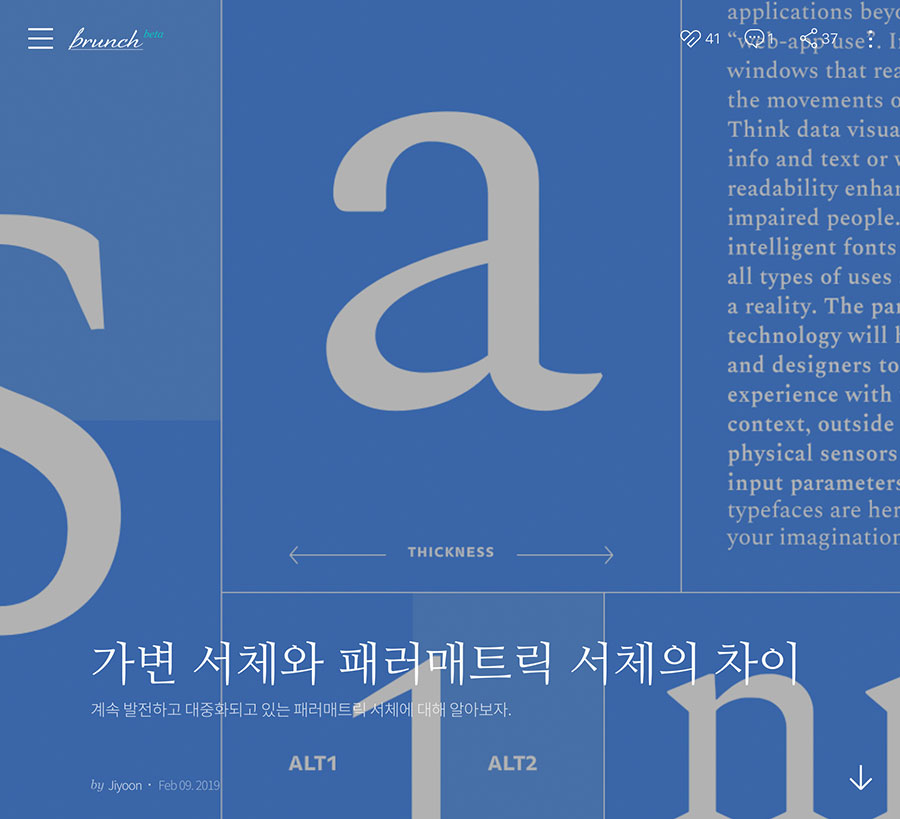 brunch beta
41 1 37
S
a
THICKNESS
applications beyo
“web-app use”. I
windows that rea
the movements o
Think data visua
info and text or v
readability enhan
impaired people.
intelligent fonts
all types of uses
a reality. The par
technology will h
and designers to
experience with
context, outside
physical sensors
input parameters
typefaces are her
your imagination
가변 서체와 패러매트릭 서체의 차이
계속 발전하고 대중화되고 있는 패러매트릭 서체에 대해 알아보자.
1
n
ALT1 ALT2
by Jiyoon · Feb 09. 2019